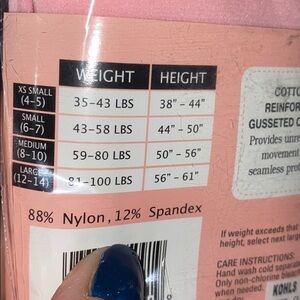 WEIGHT HEIGHT
XS SMALL
(4-5) 35-43 LBS 38" - 44"
SMALL
(6-7) 43-58 LBS 44" - 50"
MEDIUM
(8-10) 59-80 LBS 50" - 56"
LARGE
(12-14) 81-100 LBS 56" - 61"
88% Nylon, 12% Spandex
COTTO
REINFOR
GUSSETED C
Provides unre
movement
seamless prot
If weight exceeds that
height, select next larg
CARE INSTRUCTIONS:
Hand wash cold separa
Only non-chlorine bleac
when needed.
KOHLS